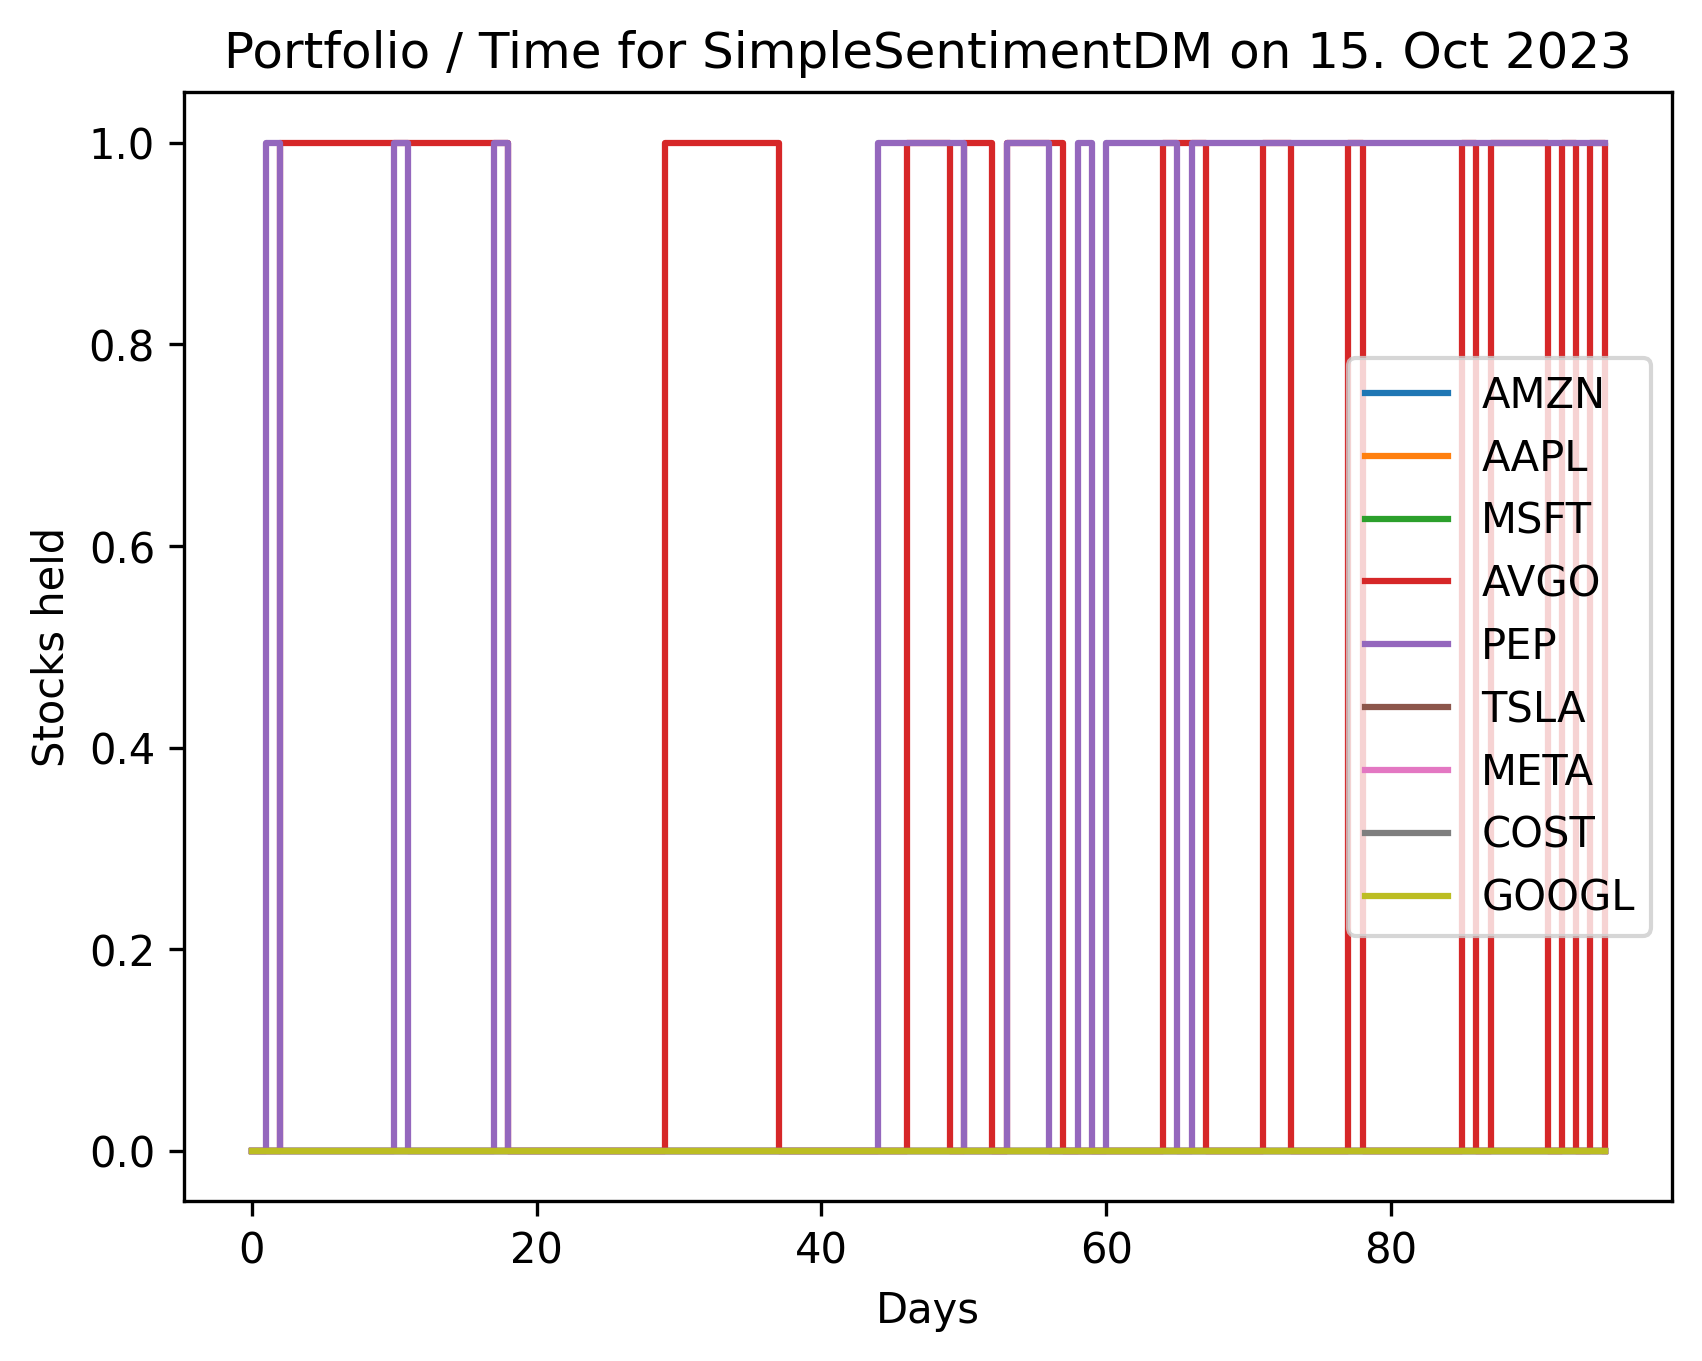 Portfolio / Time for SimpleSentimentDM on 15. Oct 2023
1.0
0.8
0.6
0.4
0.2
0.0
Stocks held
AMZN
AAPL
MSFT
AVGO
PEP
TSLA
META
COST
GOOGL
0 20 40 60 80
Days